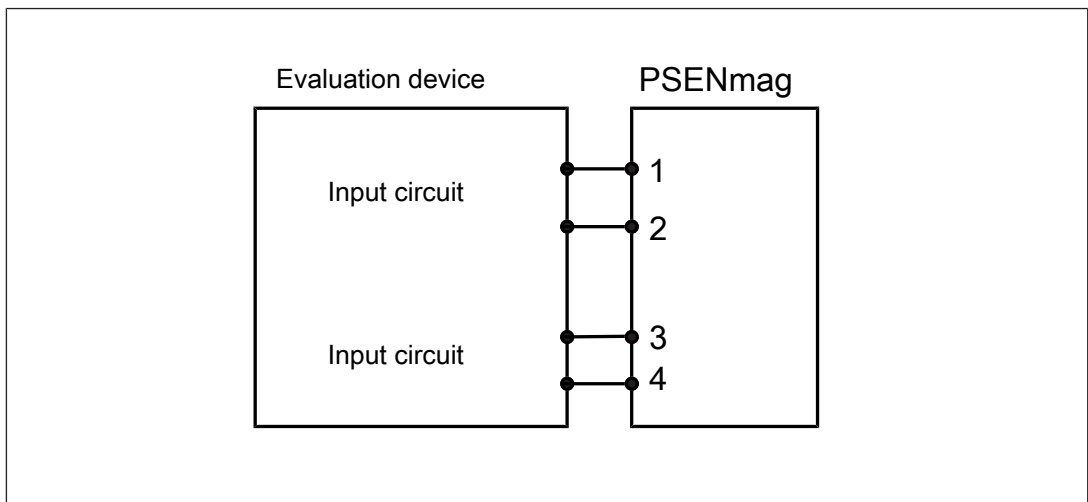 Evaluation device
PSENmag
Input circuit
1
2
Input circuit
3
4